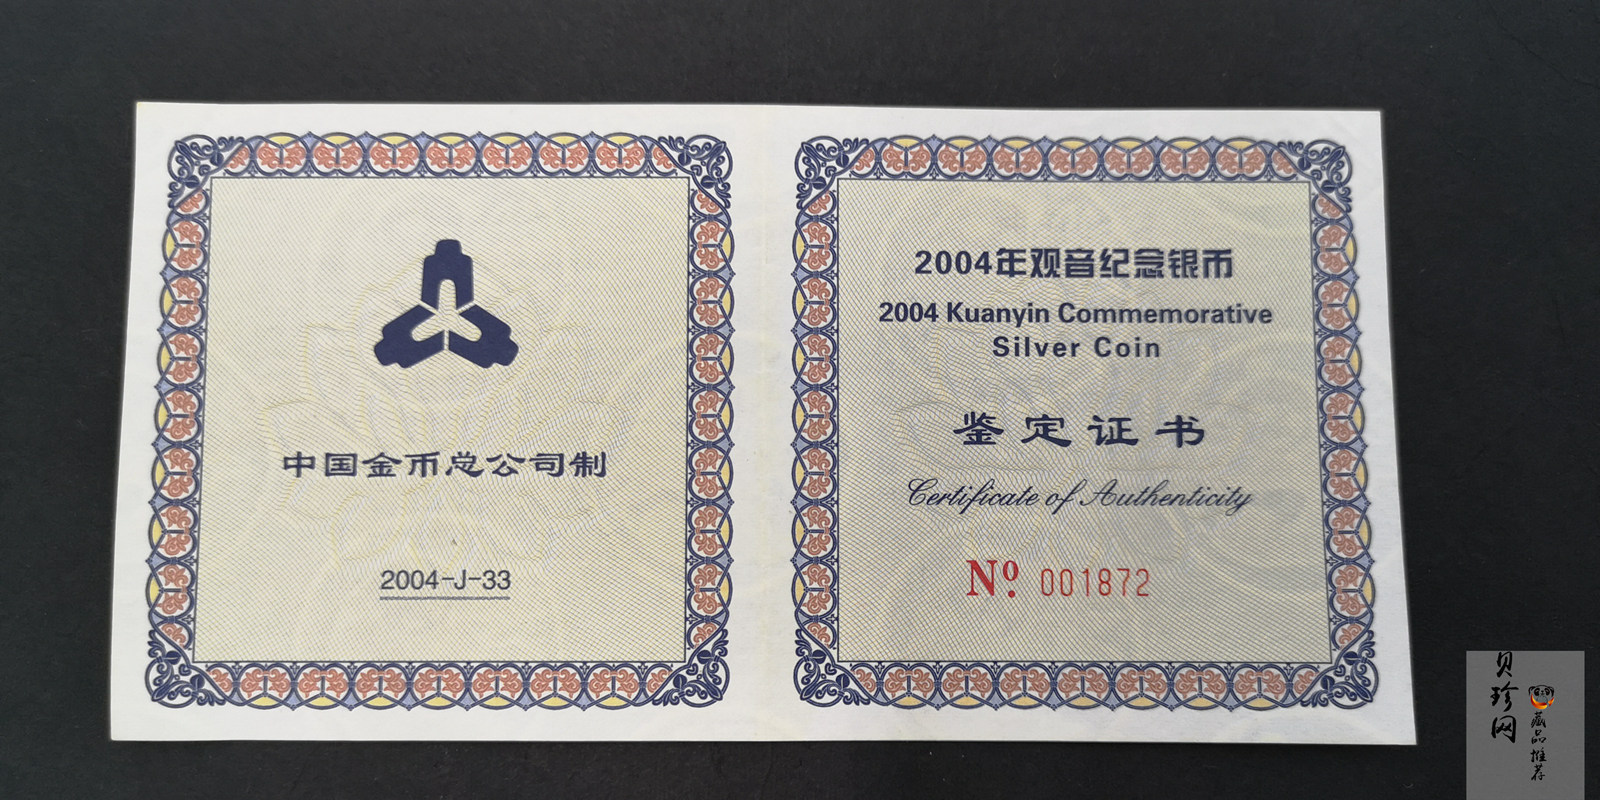 中国金币总公司制
2004-J-33
2004年观音纪念银币
2004 Kuanyin Commemorative
Silver Coin
鉴定证书
Certificate of Authenticity
Nº. 001872
贝珍网
藏品推荐